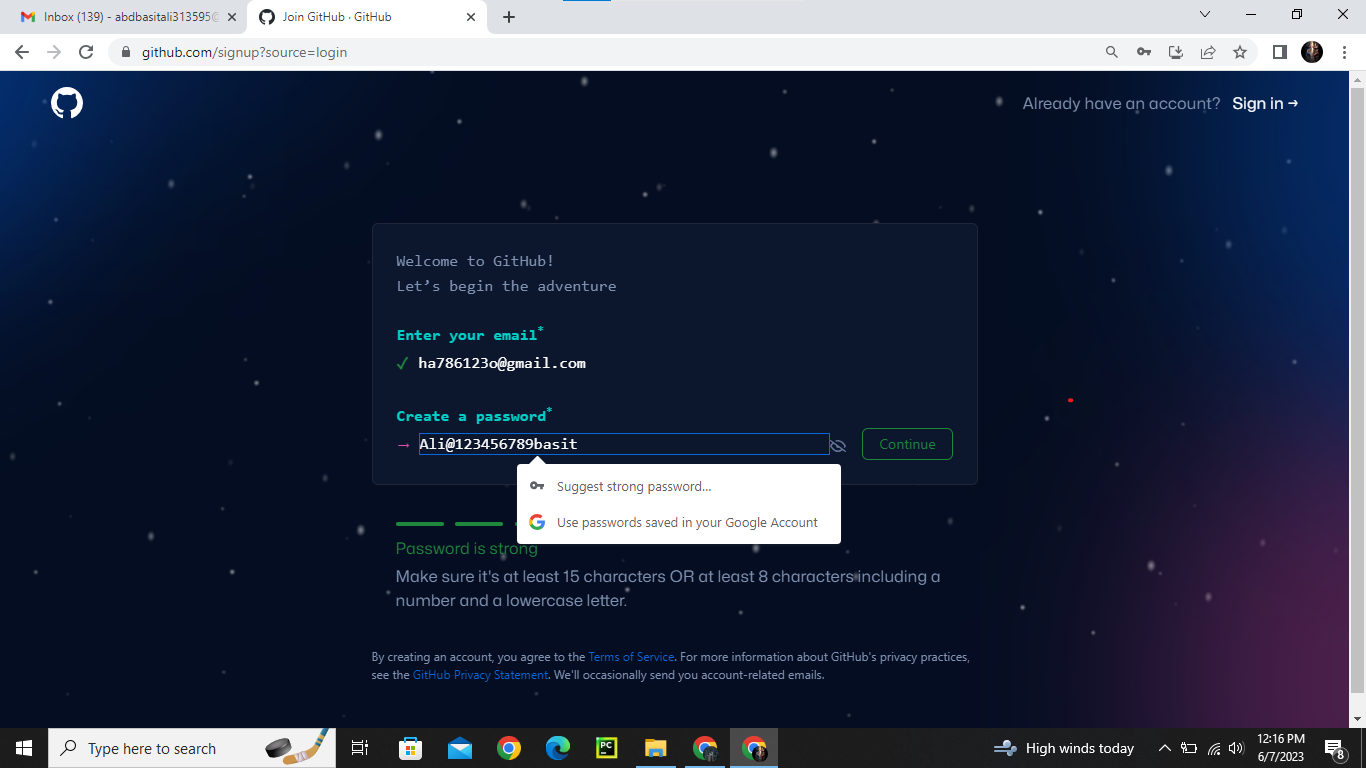 Inbox (139) - abdbasitali313595@
Join GitHub · GitHub
github.com/signup?source=login
Already have an account? Sign in →
Welcome to GitHub!
Let’s begin the adventure
Enter your email*
✓ ha786123o@gmail.com
Create a password*
→ Ali@123456789basit
Continue
Suggest strong password...
Use passwords saved in your Google Account
Password is strong
Make sure it's at least 15 characters OR at least 8 characters including a
number and a lowercase letter.
By creating an account, you agree to the Terms of Service. For more information about GitHub's privacy practices,
see the GitHub Privacy Statement. We'll occasionally send you account-related emails.
Type here to search
PC
High winds today
12:16 PM
6/7/2023
8